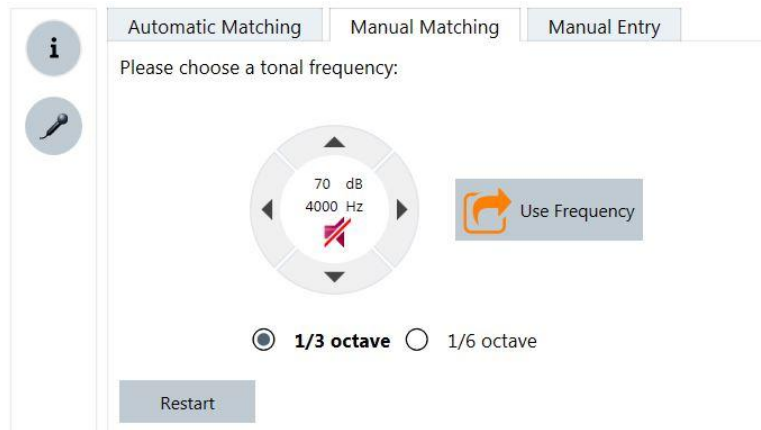 i
Automatic Matching
Manual Matching
Manual Entry
Please choose a tonal frequency:
70 dB
4000 Hz
Use Frequency
1/3 octave
1/6 octave
Restart